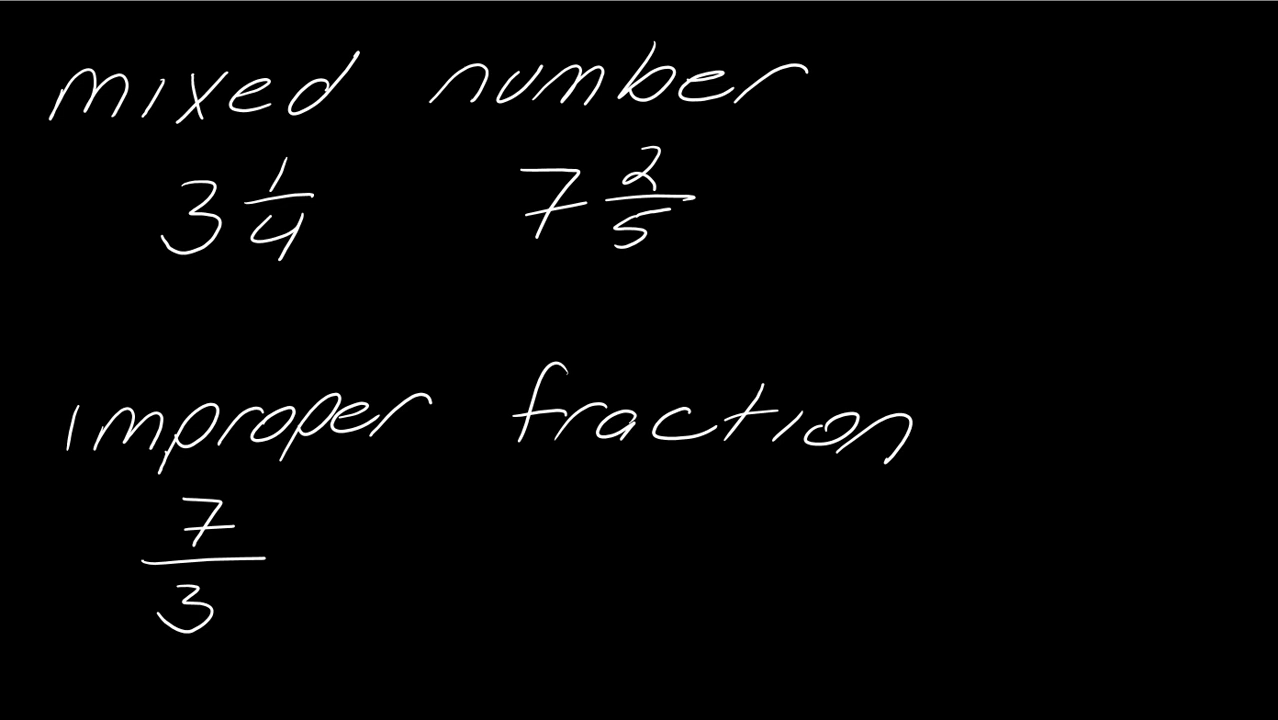 mixed number
3 1/4 7 2/5
improper fraction
7/3